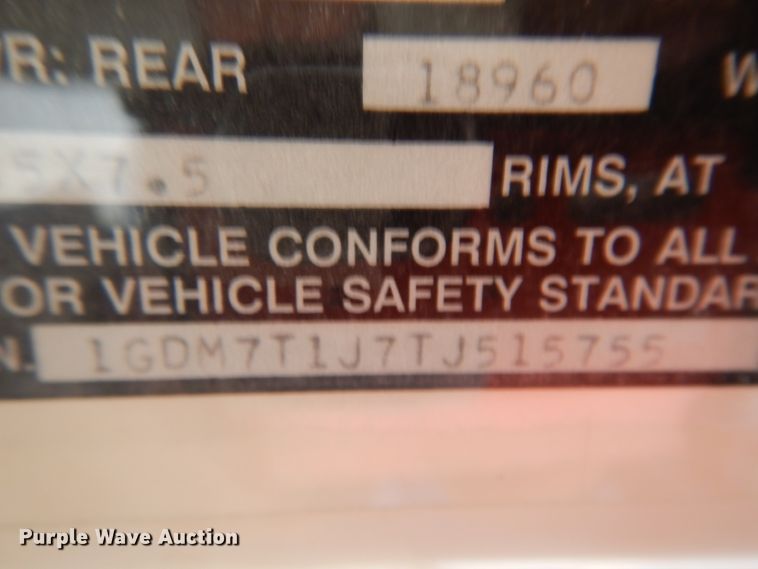 R: REAR 18960 W
5X7.5 RIMS, AT
VEHICLE CONFORMS TO ALL
OR VEHICLE SAFETY STANDAR
N. 1GDM7T1J7TJ515755
Purple Wave Auction